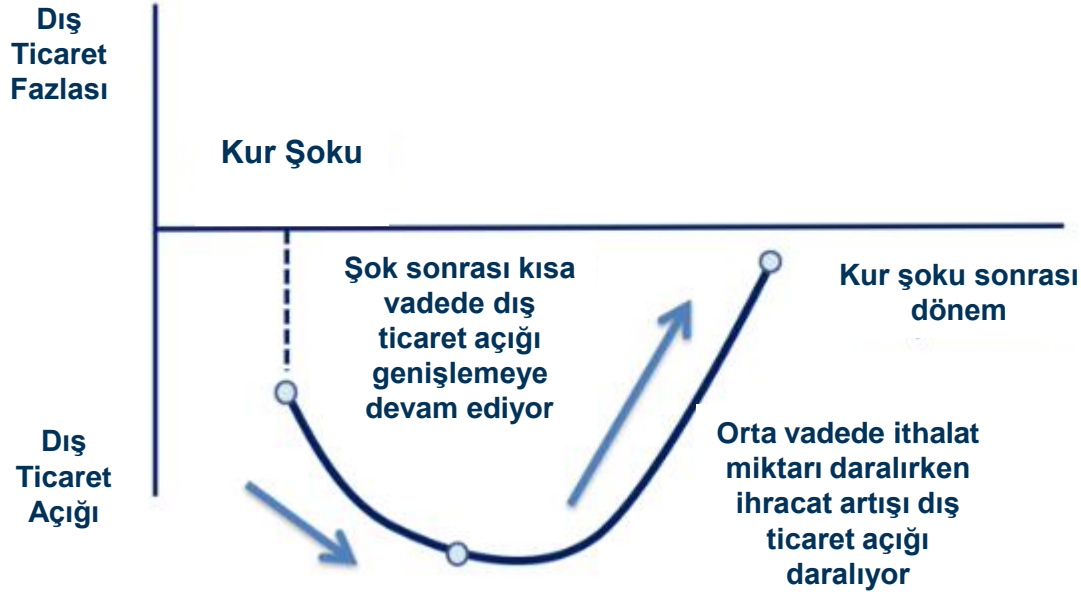 Dış
Ticaret
Fazlası
Kur Şoku
Şok sonrası kısa
vadede dış
ticaret açığı
genişlemeye
devam ediyor
Kur şoku sonrası
dönem
Dış
Ticaret
Açığı
Orta vadede ithalat
miktarı daralırken
ihracat artışı dış
ticaret açığı
daralıyor